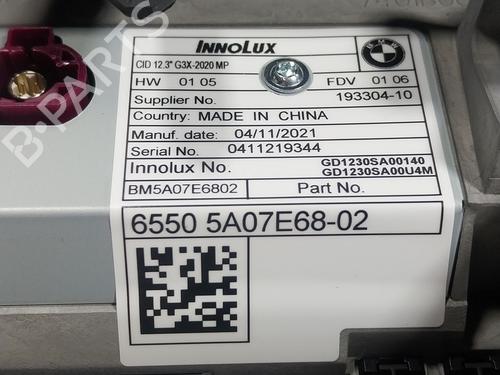 INNOLUX
CID 12.3" G3X-2020 MP
HW 01 05 FDV 01 06
Supplier No. 193304-10
Country: MADE IN CHINA
Manuf. date: 04/11/2021
Serial No. 0411219344
Innolux No. GD1230SA00140
GD1230SA00U4M
BM5A07E6802 Part No.
6550 5A07E68-02
BMW
B-PARTS